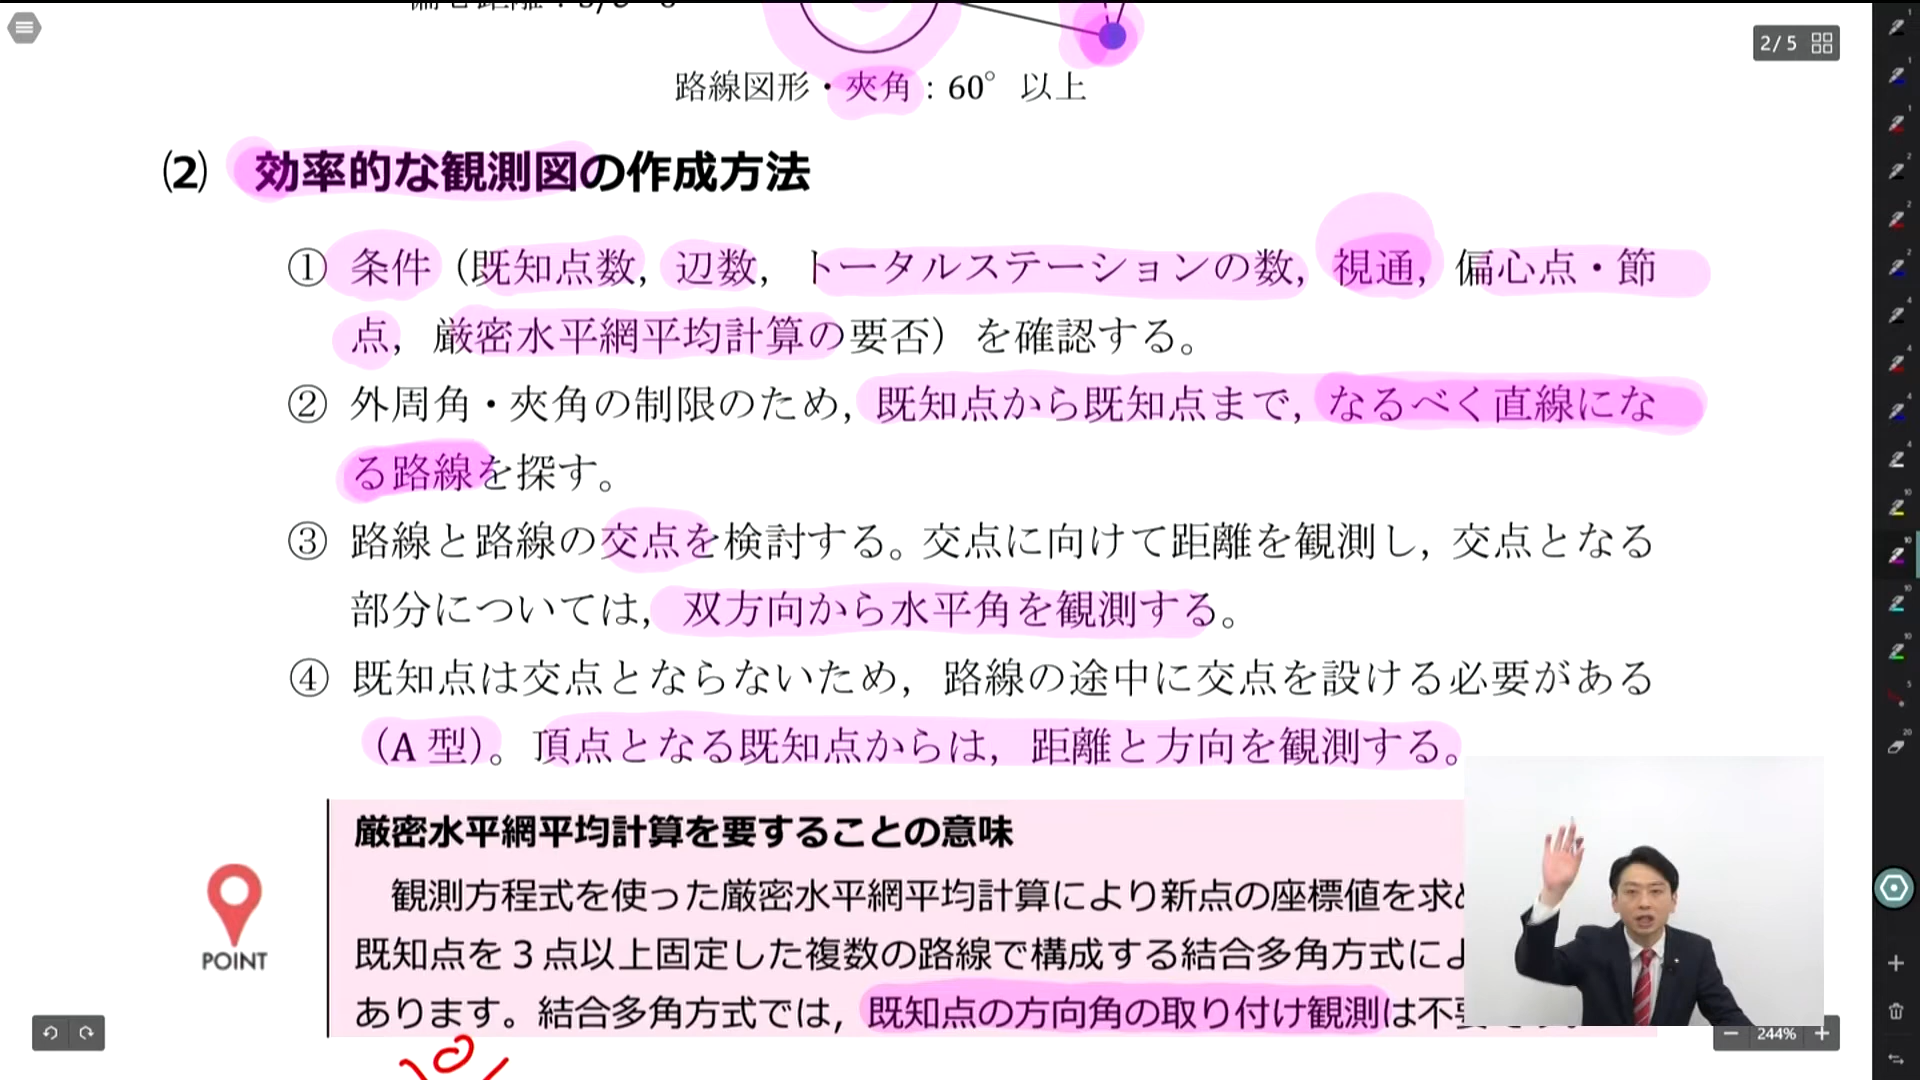 2/5
路線図形・夾角：60° 以上
⑵ 効率的な観測図の作成方法
① 条件（既知点数，辺数，トータルステーションの数，視通，偏心点・節
点，厳密水平網平均計算の要否）を確認する。
② 外周角・夾角の制限のため，既知点から既知点まで，なるべく直線にな
る路線を探す。
③ 路線と路線の交点を検討する。交点に向けて距離を観測し，交点となる
部分については，双方向から水平角を観測する。
④ 既知点は交点とならないため，路線の途中に交点を設ける必要がある
（A 型）。頂点となる既知点からは，距離と方向を観測する。
厳密水平網平均計算を要することの意味
観測方程式を使った厳密水平網平均計算により新点の座標値を求
既知点を３点以上固定した複数の路線で構成する結合多角方式に
POINT
あります。結合多角方式では，既知点の方向角の取り付け観測は不
244%